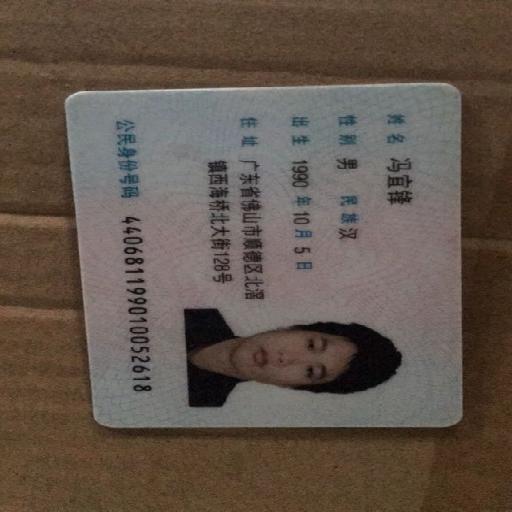 姓名 冯宜锋
性别 男 民族 汉
出生 1990 年 10 月 5 日
住址 广东省佛山市顺德区北滘
镇西海桥北大街128号
公民身份号码 440681199010052618